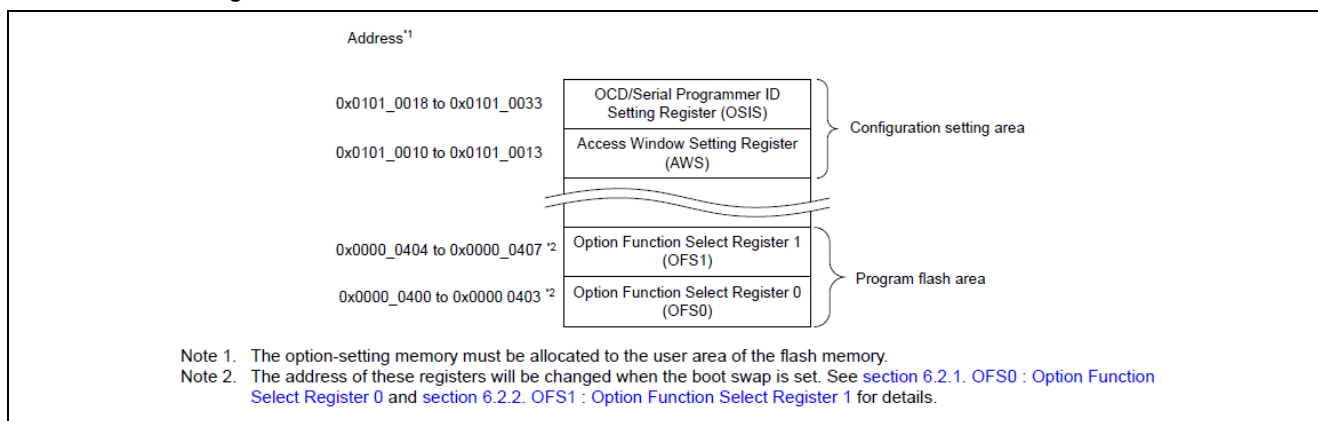 Address*1
0x0101_0018 to 0x0101_0033
OCD/Serial Programmer ID
Setting Register (OSIS)
Configuration setting area
0x0101_0010 to 0x0101_0013
Access Window Setting Register
(AWS)
0x0000_0404 to 0x0000_0407 *2
Option Function Select Register 1
(OFS1)
Program flash area
0x0000_0400 to 0x0000 0403 *2
Option Function Select Register 0
(OFS0)
Note 1. The option-setting memory must be allocated to the user area of the flash memory.
Note 2. The address of these registers will be changed when the boot swap is set. See section 6.2.1. OFS0 : Option Function
Select Register 0 and section 6.2.2. OFS1 : Option Function Select Register 1 for details.